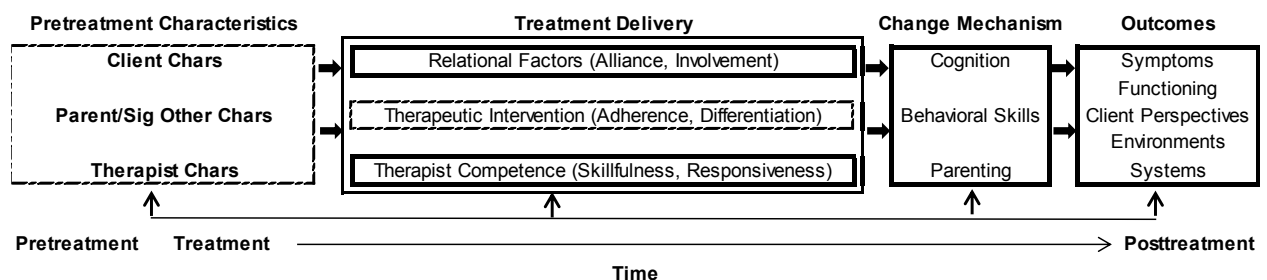 Pretreatment Characteristics
Treatment Delivery
Change Mechanism
Outcomes
Client Chars
Parent/Sig Other Chars
Therapist Chars
Relational Factors (Alliance, Involvement)
Therapeutic Intervention (Adherence, Differentiation)
Therapist Competence (Skillfulness, Responsiveness)
Cognition
Behavioral Skills
Parenting
Symptoms
Functioning
Client Perspectives
Environments
Systems
Pretreatment
Treatment
Posttreatment
Time